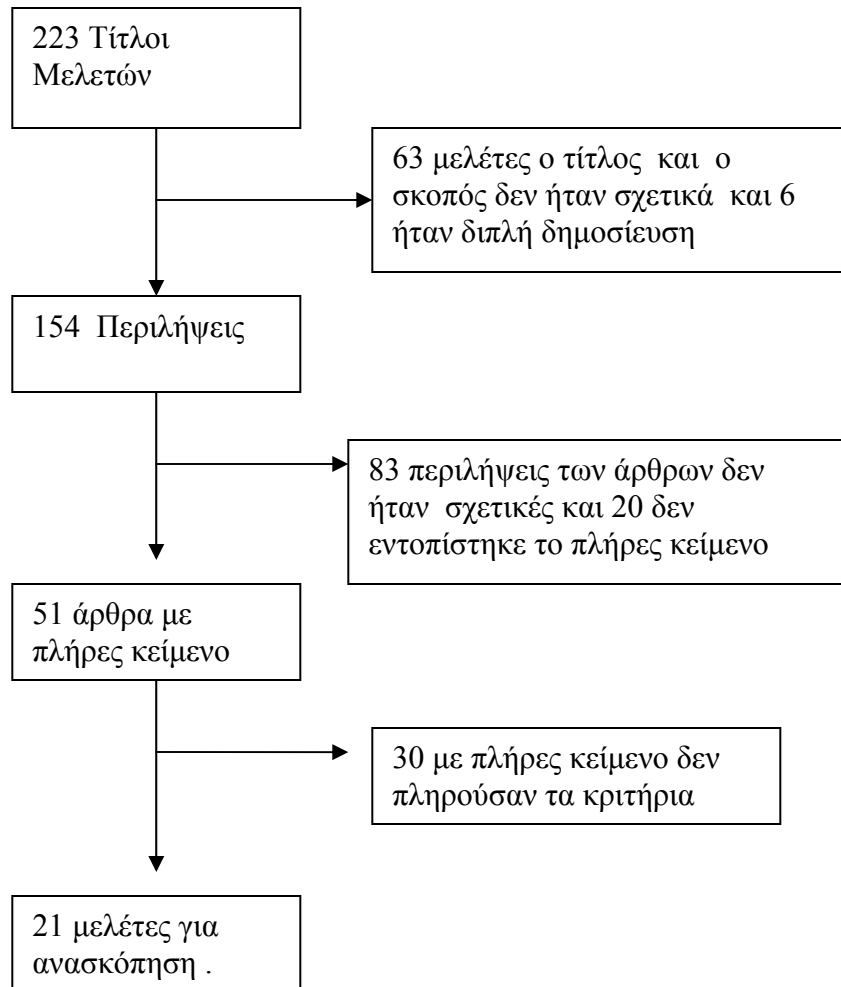 223 Τίτλοι
Μελετών
63 μελέτες ο τίτλος και ο
σκοπός δεν ήταν σχετικά και 6
ήταν διπλή δημοσίευση
154 Περιλήψεις
83 περιλήψεις των άρθρων δεν
ήταν σχετικές και 20 δεν
εντοπίστηκε το πλήρες κείμενο
51 άρθρα με
πλήρες κείμενο
30 με πλήρες κείμενο δεν
πληρούσαν τα κριτήρια
21 μελέτες για
ανασκόπηση .